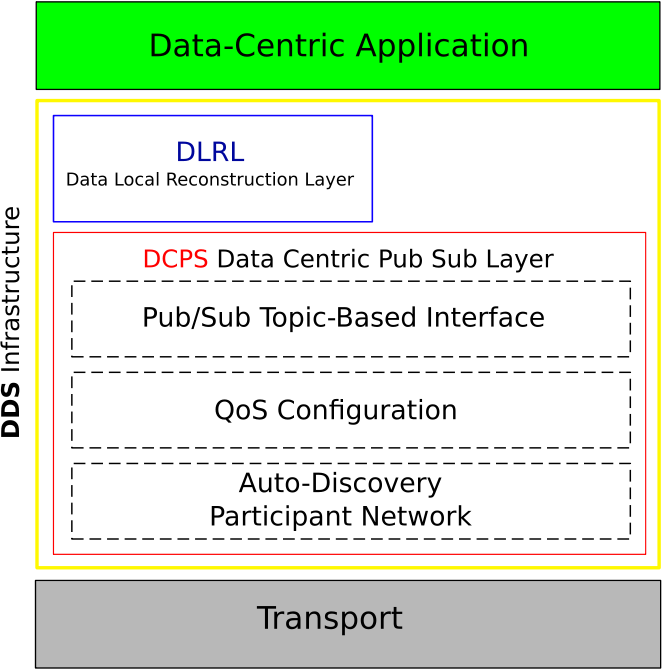 Data-Centric Application
DDS Infrastructure
DLRL
Data Local Reconstruction Layer
DCPS Data Centric Pub Sub Layer
Pub/Sub Topic-Based Interface
QoS Configuration
Auto-Discovery
Participant Network
Transport